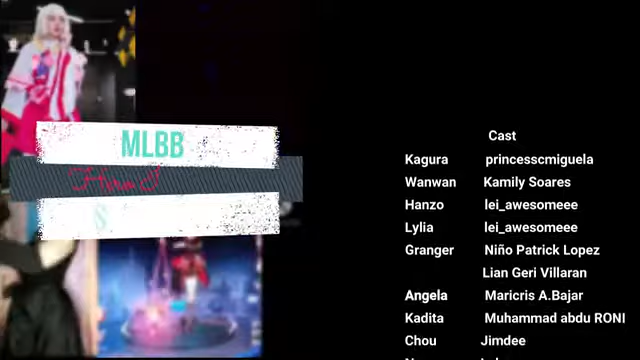 MLBB
S
Cast
Kagura princesscmiguela
Wanwan Kamily Soares
Hanzo lei_awesomeee
Lylia lei_awesomeee
Granger Niño Patrick Lopez
Lian Geri Villaran
Angela Maricris A.Bajar
Kadita Muhammad abdu RONI
Chou Jimdee